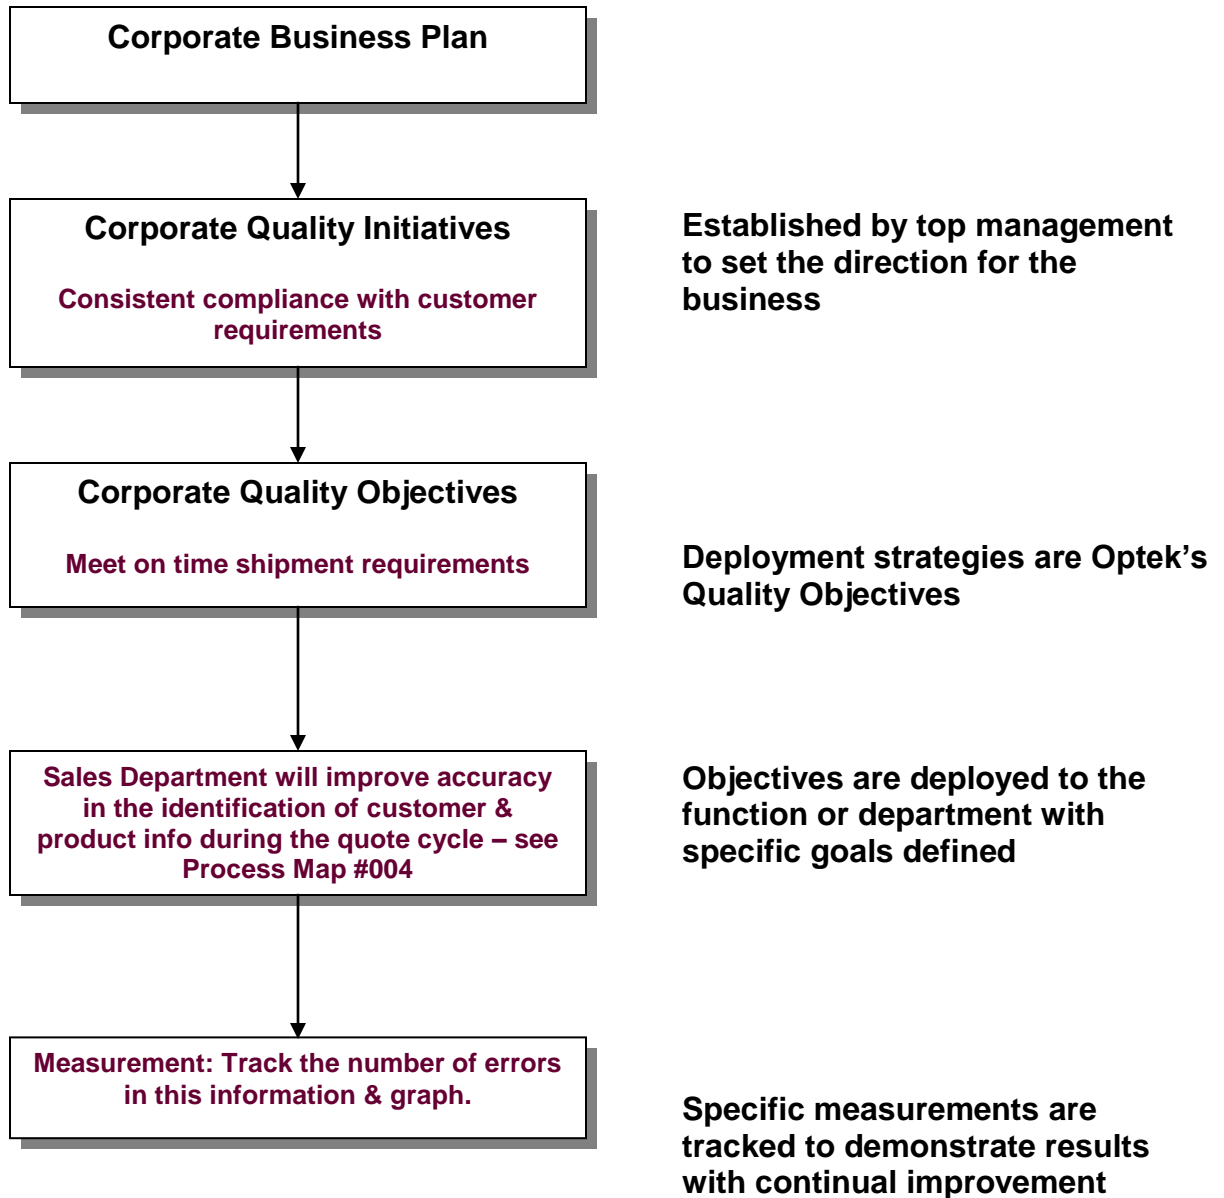 Corporate Business Plan
Corporate Quality Initiatives
Consistent compliance with customer
requirements
Established by top management
to set the direction for the
business
Corporate Quality Objectives
Meet on time shipment requirements
Deployment strategies are Optek’s
Quality Objectives
Sales Department will improve accuracy
in the identification of customer &
product info during the quote cycle – see
Process Map #004
Objectives are deployed to the
function or department with
specific goals defined
Measurement: Track the number of errors
in this information & graph.
Specific measurements are
tracked to demonstrate results
with continual improvement